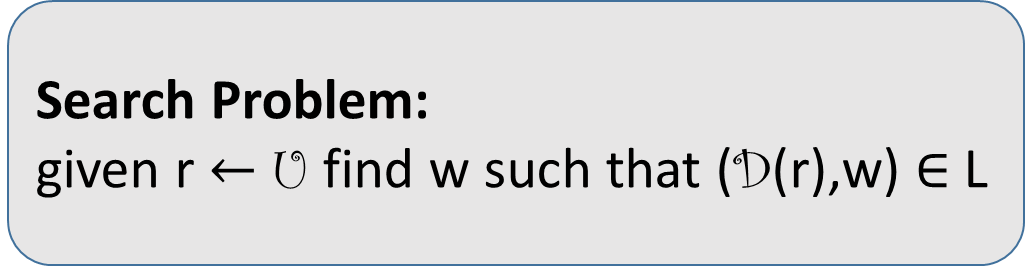 Search Problem:
given r ← 𝒰 find w such that (𝒟(r),w) ∈ L